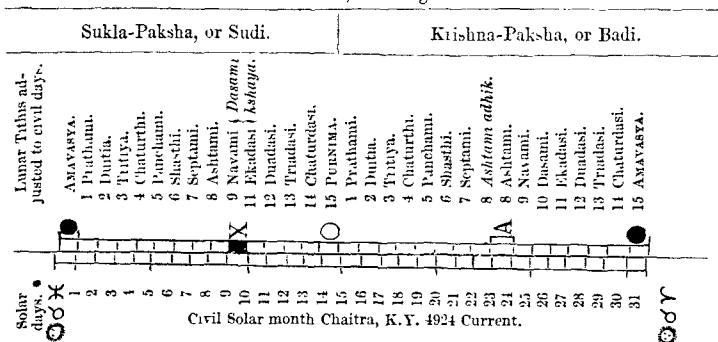 Sukla-Paksha, or Sudi.
Krishna-Paksha, or Badi.
Lunar Tithis ad-
justed to civil days.
AMAVASYA.
1 Prathami.
2 Dutia.
3 Tritiya.
4 Chaturthi.
5 Panchami.
6 Shasthi.
7 Septami.
8 Ashtami.
9 Navami { Dasami
11 Ekadasi { kshaya.
12 Duadasi.
13 Triadasi.
14 Chaturdasi.
15 PURNIMA.
1 Prathami.
2 Dutia.
3 Tritiya.
4 Chaturthi.
5 Panchami.
6 Shasthi.
7 Septami.
8 Ashtami adhik.
8 Ashtami.
9 Navami.
10 Dasami.
11 Ekadasi.
12 Duadasi.
13 Triadasi.
14 Chaturdasi.
15 AMAVASYA.
X
A
Solar
days.
☌ ♓
1 2 3 4 5 6 7 8 9 10 11 12 13 14 15 16 17 18 19 20 21 22 23 24 25 26 27 28 29 30 31
☌ ♈
Civil Solar month Chaitra, K.Y. 4924 Current.